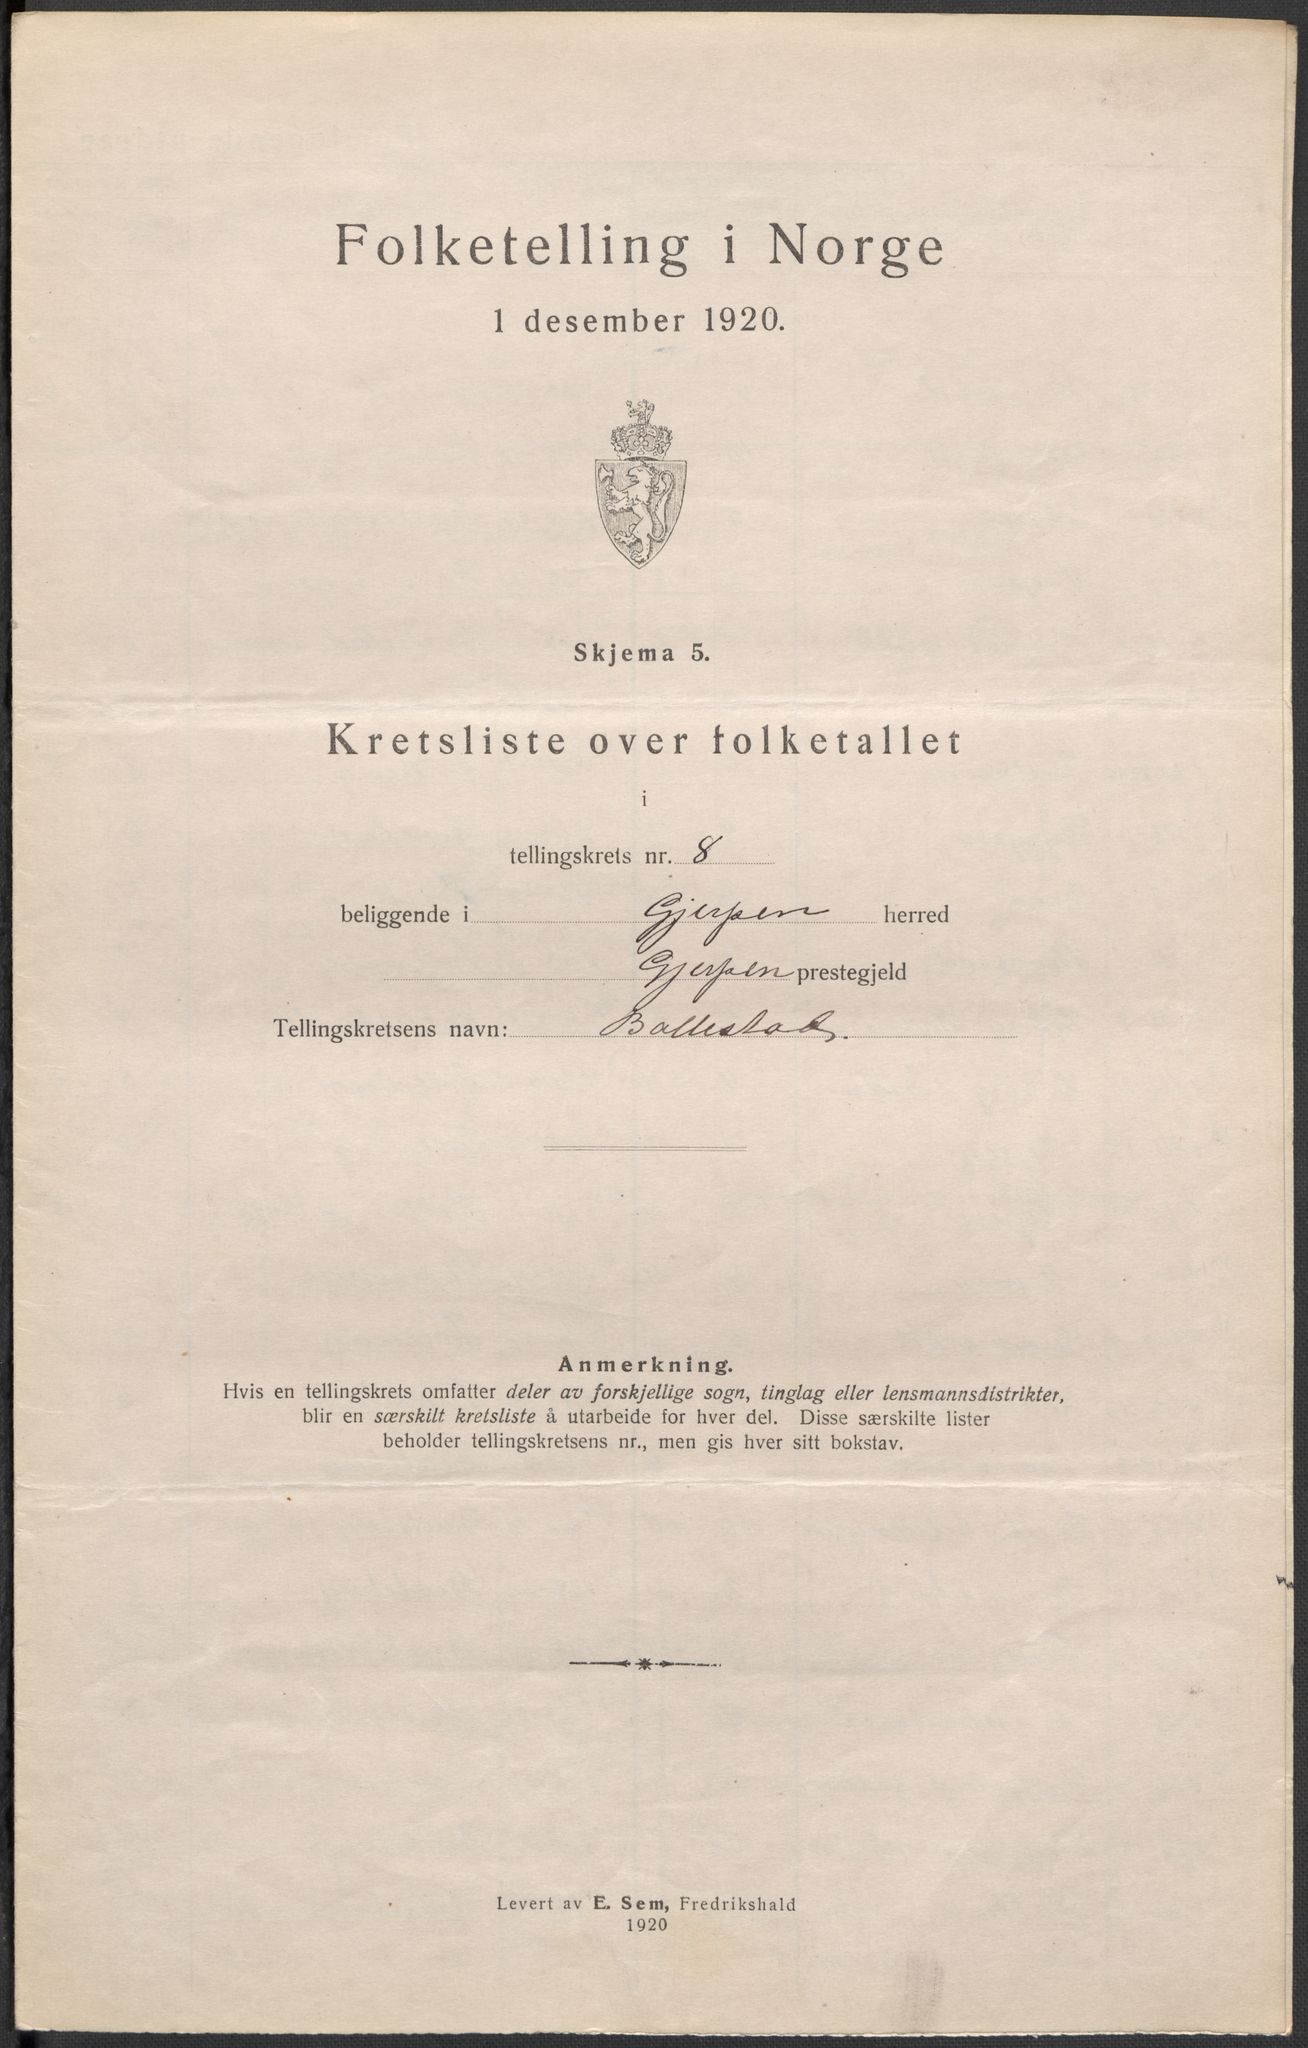 Folketelling i Norge
1 desember 1920.
Skjema 5.
Kretsliste over folketallet
i
tellingskrets nr. 8
beliggende i Gjerpen herred
Gjerpen prestegjeld
Tellingskretsens navn: Ballestad.
Anmerkning.
Hvis en tellingskrets omfatter deler av forskjellige sogn, tinglag eller lensmannsdistrikter,
blir en særskilt kretsliste å utarbeide for hver del. Disse særskilte lister
beholder tellingskretsens nr., men gis hver sitt bokstav.
Levert av E. Sem, Fredrikshald
1920